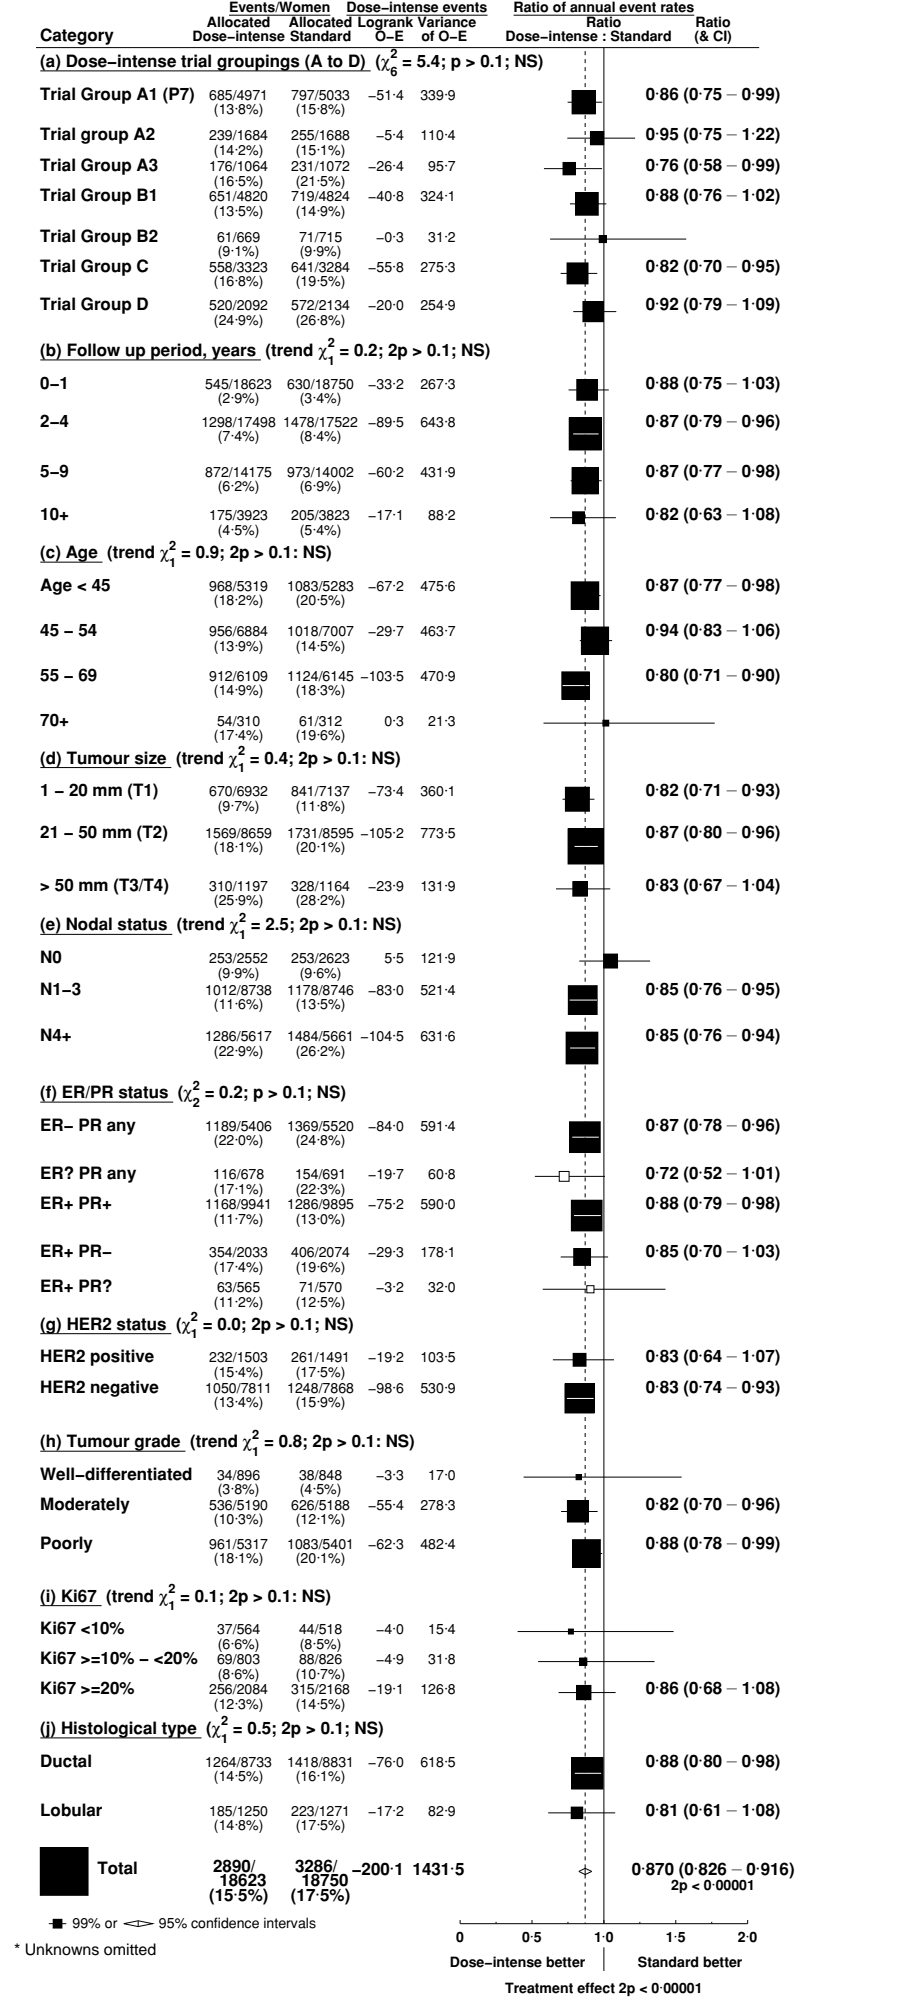 Events/Women Dose−intense events Ratio of annual event rates
Allocated Allocated Logrank Variance Ratio Ratio
Category Dose−intense Standard O−E of O−E Dose−intense : Standard (& CI)
(a) Dose−intense trial groupings (A to D) (χ²₆ = 5.4; p > 0.1; NS)
Trial Group A1 (P7) 685/4971 797/5033 −51·4 339·9 0·86 (0·75 − 0·99)
(13·8%) (15·8%)
Trial group A2 239/1684 255/1688 −5·4 110·4 0·95 (0·75 − 1·22)
(14·2%) (15·1%)
Trial Group A3 176/1064 231/1072 −26·4 95·7 0·76 (0·58 − 0·99)
(16·5%) (21·5%)
Trial Group B1 651/4820 719/4824 −40·8 324·1 0·88 (0·76 − 1·02)
(13·5%) (14·9%)
Trial Group B2 61/669 71/715 −0·3 31·2
(9·1%) (9·9%)
Trial Group C 558/3323 641/3284 −55·8 275·3 0·82 (0·70 − 0·95)
(16·8%) (19·5%)
Trial Group D 520/2092 572/2134 −20·0 254·9 0·92 (0·79 − 1·09)
(24·9%) (26·8%)
(b) Follow up period, years (trend χ²₁ = 0.2; 2p > 0.1; NS)
0−1 545/18623 630/18750 −33·2 267·3 0·88 (0·75 − 1·03)
(2·9%) (3·4%)
2−4 1298/17498 1478/17522 −89·5 643·8 0·87 (0·79 − 0·96)
(7·4%) (8·4%)
5−9 872/14175 973/14002 −60·2 431·9 0·87 (0·77 − 0·98)
(6·2%) (6·9%)
10+ 175/3923 205/3823 −17·1 88·2 0·82 (0·63 − 1·08)
(4·5%) (5·4%)
(c) Age (trend χ²₁ = 0.9; 2p > 0.1: NS)
Age < 45 968/5319 1083/5283 −67·2 475·6 0·87 (0·77 − 0·98)
(18·2%) (20·5%)
45 − 54 956/6884 1018/7007 −29·7 463·7 0·94 (0·83 − 1·06)
(13·9%) (14·5%)
55 − 69 912/6109 1124/6145 −103·5 470·9 0·80 (0·71 − 0·90)
(14·9%) (18·3%)
70+ 54/310 61/312 0·3 21·3
(17·4%) (19·6%)
(d) Tumour size (trend χ²₁ = 0.4; 2p > 0.1: NS)
1 − 20 mm (T1) 670/6932 841/7137 −73·4 360·1 0·82 (0·71 − 0·93)
(9·7%) (11·8%)
21 − 50 mm (T2) 1569/8659 1731/8595 −105·2 773·5 0·87 (0·80 − 0·96)
(18·1%) (20·1%)
> 50 mm (T3/T4) 310/1197 328/1164 −23·9 131·9 0·83 (0·67 − 1·04)
(25·9%) (28·2%)
(e) Nodal status (trend χ²₁ = 2.5; 2p > 0.1: NS)
N0 253/2552 253/2623 5·5 121·9
(9·9%) (9·6%)
N1−3 1012/8738 1178/8746 −83·0 521·4 0·85 (0·76 − 0·95)
(11·6%) (13·5%)
N4+ 1286/5617 1484/5661 −104·5 631·6 0·85 (0·76 − 0·94)
(22·9%) (26·2%)
(f) ER/PR status (χ²₂ = 0.2; p > 0.1; NS)
ER− PR any 1189/5406 1369/5520 −84·0 591·4 0·87 (0·78 − 0·96)
(22·0%) (24·8%)
ER? PR any 116/678 154/691 −19·7 60·8 0·72 (0·52 − 1·01)
(17·1%) (22·3%)
ER+ PR+ 1168/9941 1286/9895 −75·2 590·0 0·88 (0·79 − 0·98)
(11·7%) (13·0%)
ER+ PR− 354/2033 406/2074 −29·3 178·1 0·85 (0·70 − 1·03)
(17·4%) (19·6%)
ER+ PR? 63/565 71/570 −3·2 32·0
(11·2%) (12·5%)
(g) HER2 status (χ²₁ = 0.0; 2p > 0.1; NS)
HER2 positive 232/1503 261/1491 −19·2 103·5 0·83 (0·64 − 1·07)
(15·4%) (17·5%)
HER2 negative 1050/7811 1248/7868 −98·6 530·9 0·83 (0·74 − 0·93)
(13·4%) (15·9%)
(h) Tumour grade (trend χ²₁ = 0.8; 2p > 0.1: NS)
Well−differentiated 34/896 38/848 −3·3 17·0
(3·8%) (4·5%)
Moderately 536/5190 626/5188 −55·4 278·3 0·82 (0·70 − 0·96)
(10·3%) (12·1%)
Poorly 961/5317 1083/5401 −62·3 482·4 0·88 (0·78 − 0·99)
(18·1%) (20·1%)
(i) Ki67 (trend χ²₁ = 0.1; 2p > 0.1: NS)
Ki67 <10% 37/564 44/518 −4·0 15·4
(6·6%) (8·5%)
Ki67 >=10% − <20% 69/803 88/826 −4·9 31·8
(8·6%) (10·7%)
Ki67 >=20% 256/2084 315/2168 −19·1 126·8 0·86 (0·68 − 1·08)
(12·3%) (14·5%)
(j) Histological type (χ²₁ = 0.5; 2p > 0.1; NS)
Ductal 1264/8733 1418/8831 −76·0 618·5 0·88 (0·80 − 0·98)
(14·5%) (16·1%)
Lobular 185/1250 223/1271 −17·2 82·9 0·81 (0·61 − 1·08)
(14·8%) (17·5%)
Total 2890/ 3286/ −200·1 1431·5 0·870 (0·826 − 0·916)
18623 18750 2p < 0·00001
(15·5%) (17·5%)
99% or 95% confidence intervals
0 0·5 1·0 1·5 2·0
* Unknowns omitted
Dose−intense better Standard better
Treatment effect 2p < 0·00001